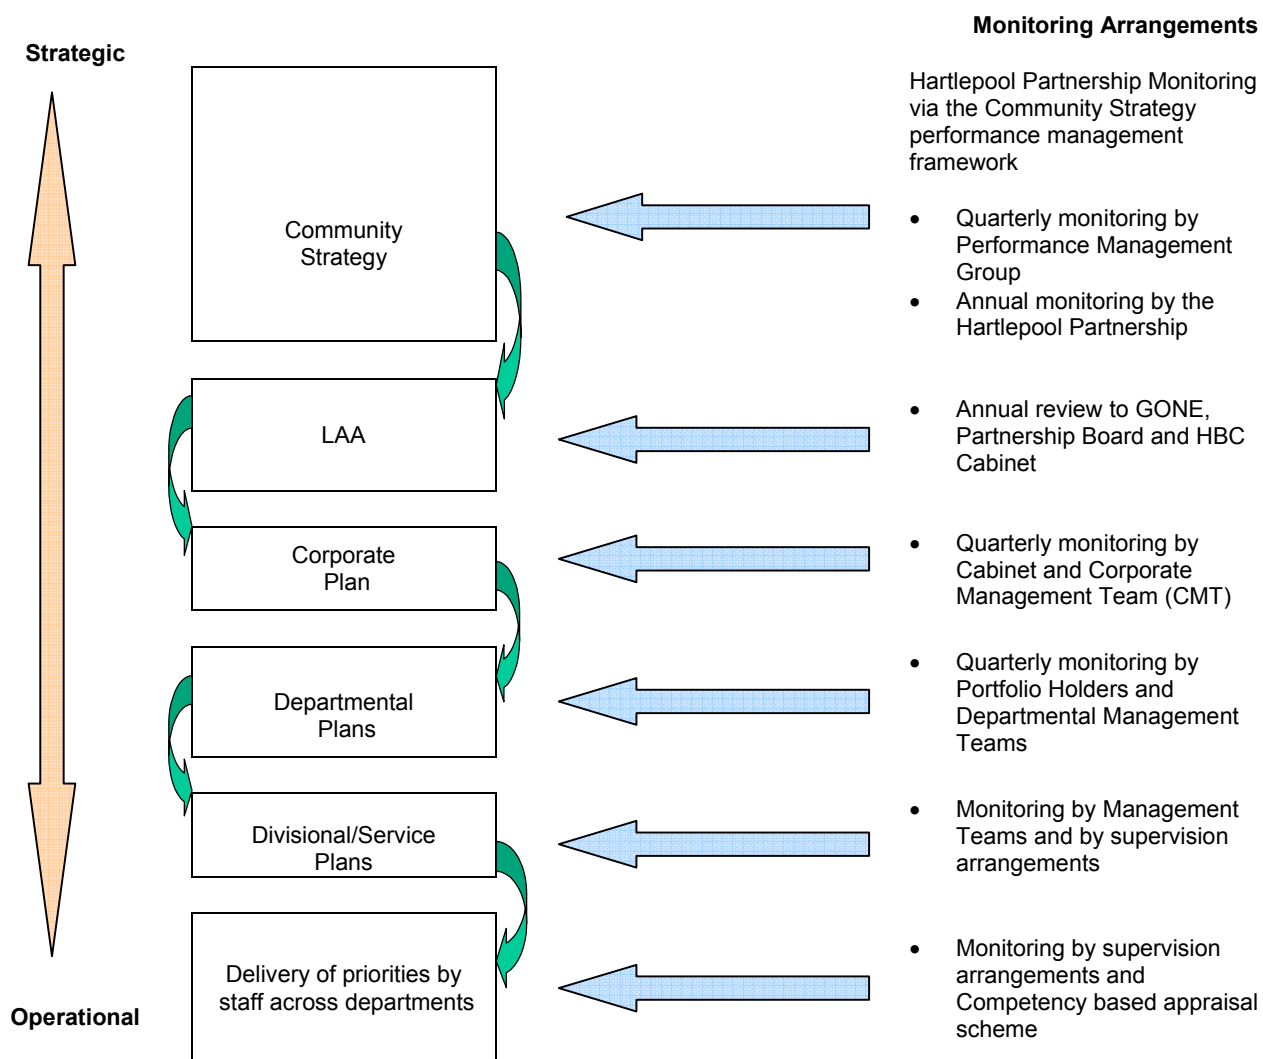 Monitoring Arrangements
Strategic
Hartlepool Partnership Monitoring
via the Community Strategy
performance management
framework
Community
Strategy
• Quarterly monitoring by
Performance Management
Group
• Annual monitoring by the
Hartlepool Partnership
LAA
• Annual review to GONE,
Partnership Board and HBC
Cabinet
Corporate
Plan
• Quarterly monitoring by
Cabinet and Corporate
Management Team (CMT)
Departmental
Plans
• Quarterly monitoring by
Portfolio Holders and
Departmental Management
Teams
Divisional/Service
Plans
• Monitoring by Management
Teams and by supervision
arrangements
Delivery of priorities by
staff across departments
• Monitoring by supervision
arrangements and
Competency based appraisal
scheme
Operational